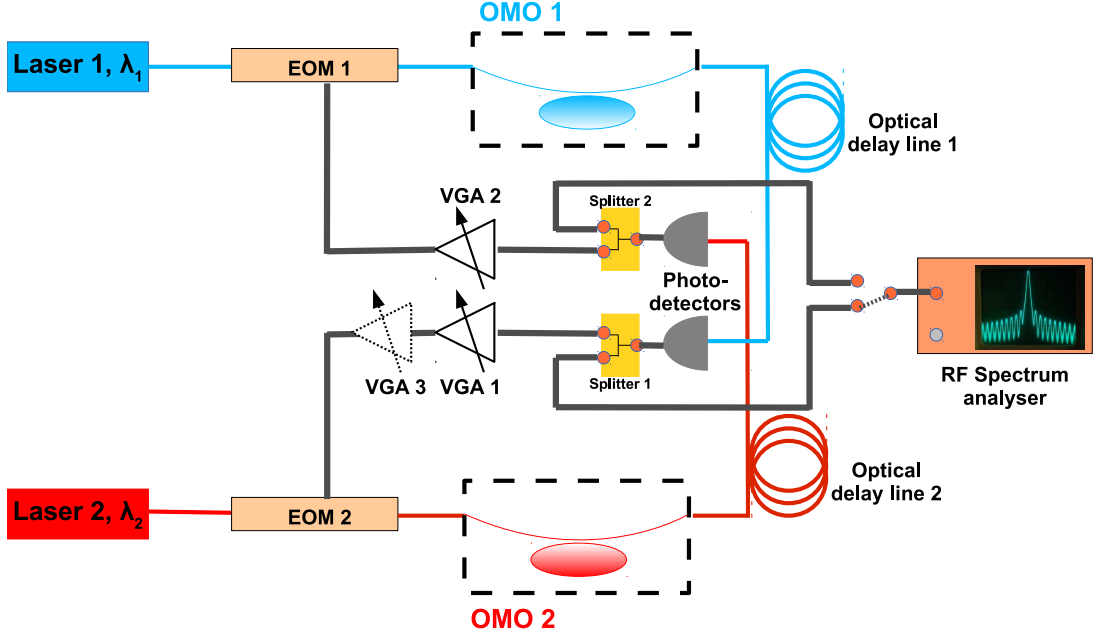 OMO 1
Laser 1, λ1
EOM 1
Optical
delay line 1
VGA 2
Splitter 2
Photo-
detectors
VGA 3
VGA 1
Splitter 1
RF Spectrum
analyser
Optical
delay line 2
Laser 2, λ2
EOM 2
OMO 2